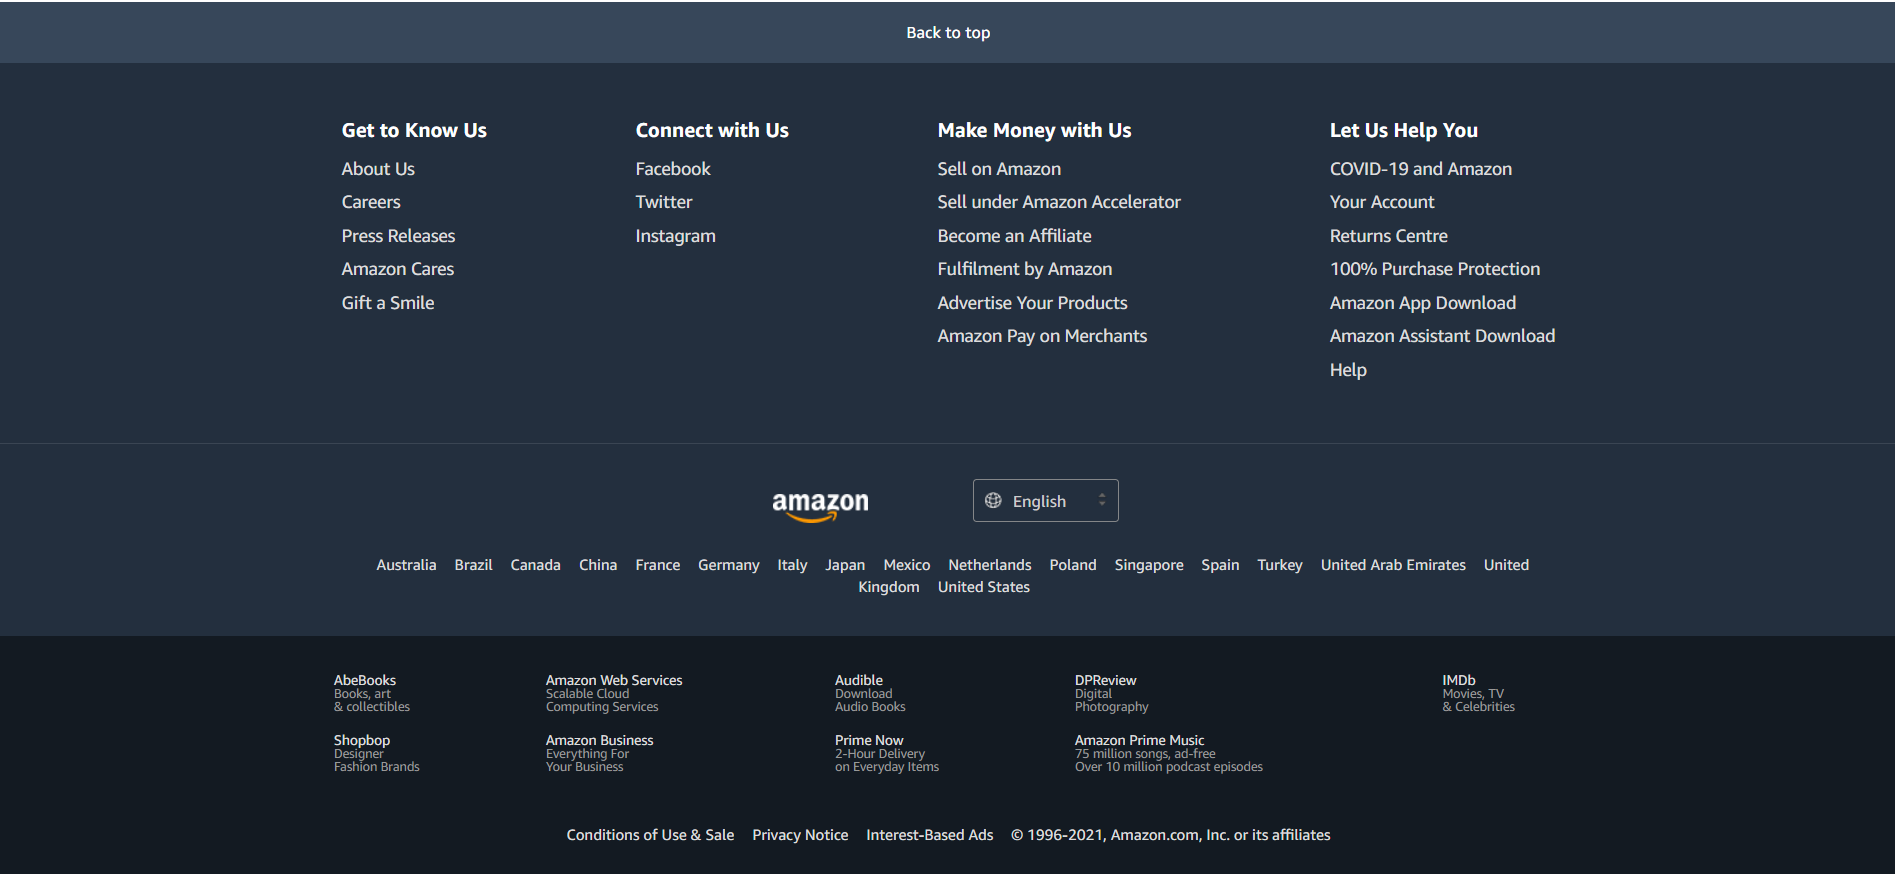 Back to top
Get to Know Us
About Us
Careers
Press Releases
Amazon Cares
Gift a Smile
Connect with Us
Facebook
Twitter
Instagram
Make Money with Us
Sell on Amazon
Sell under Amazon Accelerator
Become an Affiliate
Fulfilment by Amazon
Advertise Your Products
Amazon Pay on Merchants
Let Us Help You
COVID-19 and Amazon
Your Account
Returns Centre
100% Purchase Protection
Amazon App Download
Amazon Assistant Download
Help
amazon
English
Australia Brazil Canada China France Germany Italy Japan Mexico Netherlands Poland Singapore Spain Turkey United Arab Emirates United
Kingdom United States
AbeBooks
Books, art
& collectibles
Amazon Web Services
Scalable Cloud
Computing Services
Audible
Download
Audio Books
DPReview
Digital
Photography
IMDb
Movies, TV
& Celebrities
Shopbop
Designer
Fashion Brands
Amazon Business
Everything For
Your Business
Prime Now
2-Hour Delivery
on Everyday Items
Amazon Prime Music
75 million songs, ad-free
Over 10 million podcast episodes
Conditions of Use & Sale Privacy Notice Interest-Based Ads © 1996-2021, Amazon.com, Inc. or its affiliates